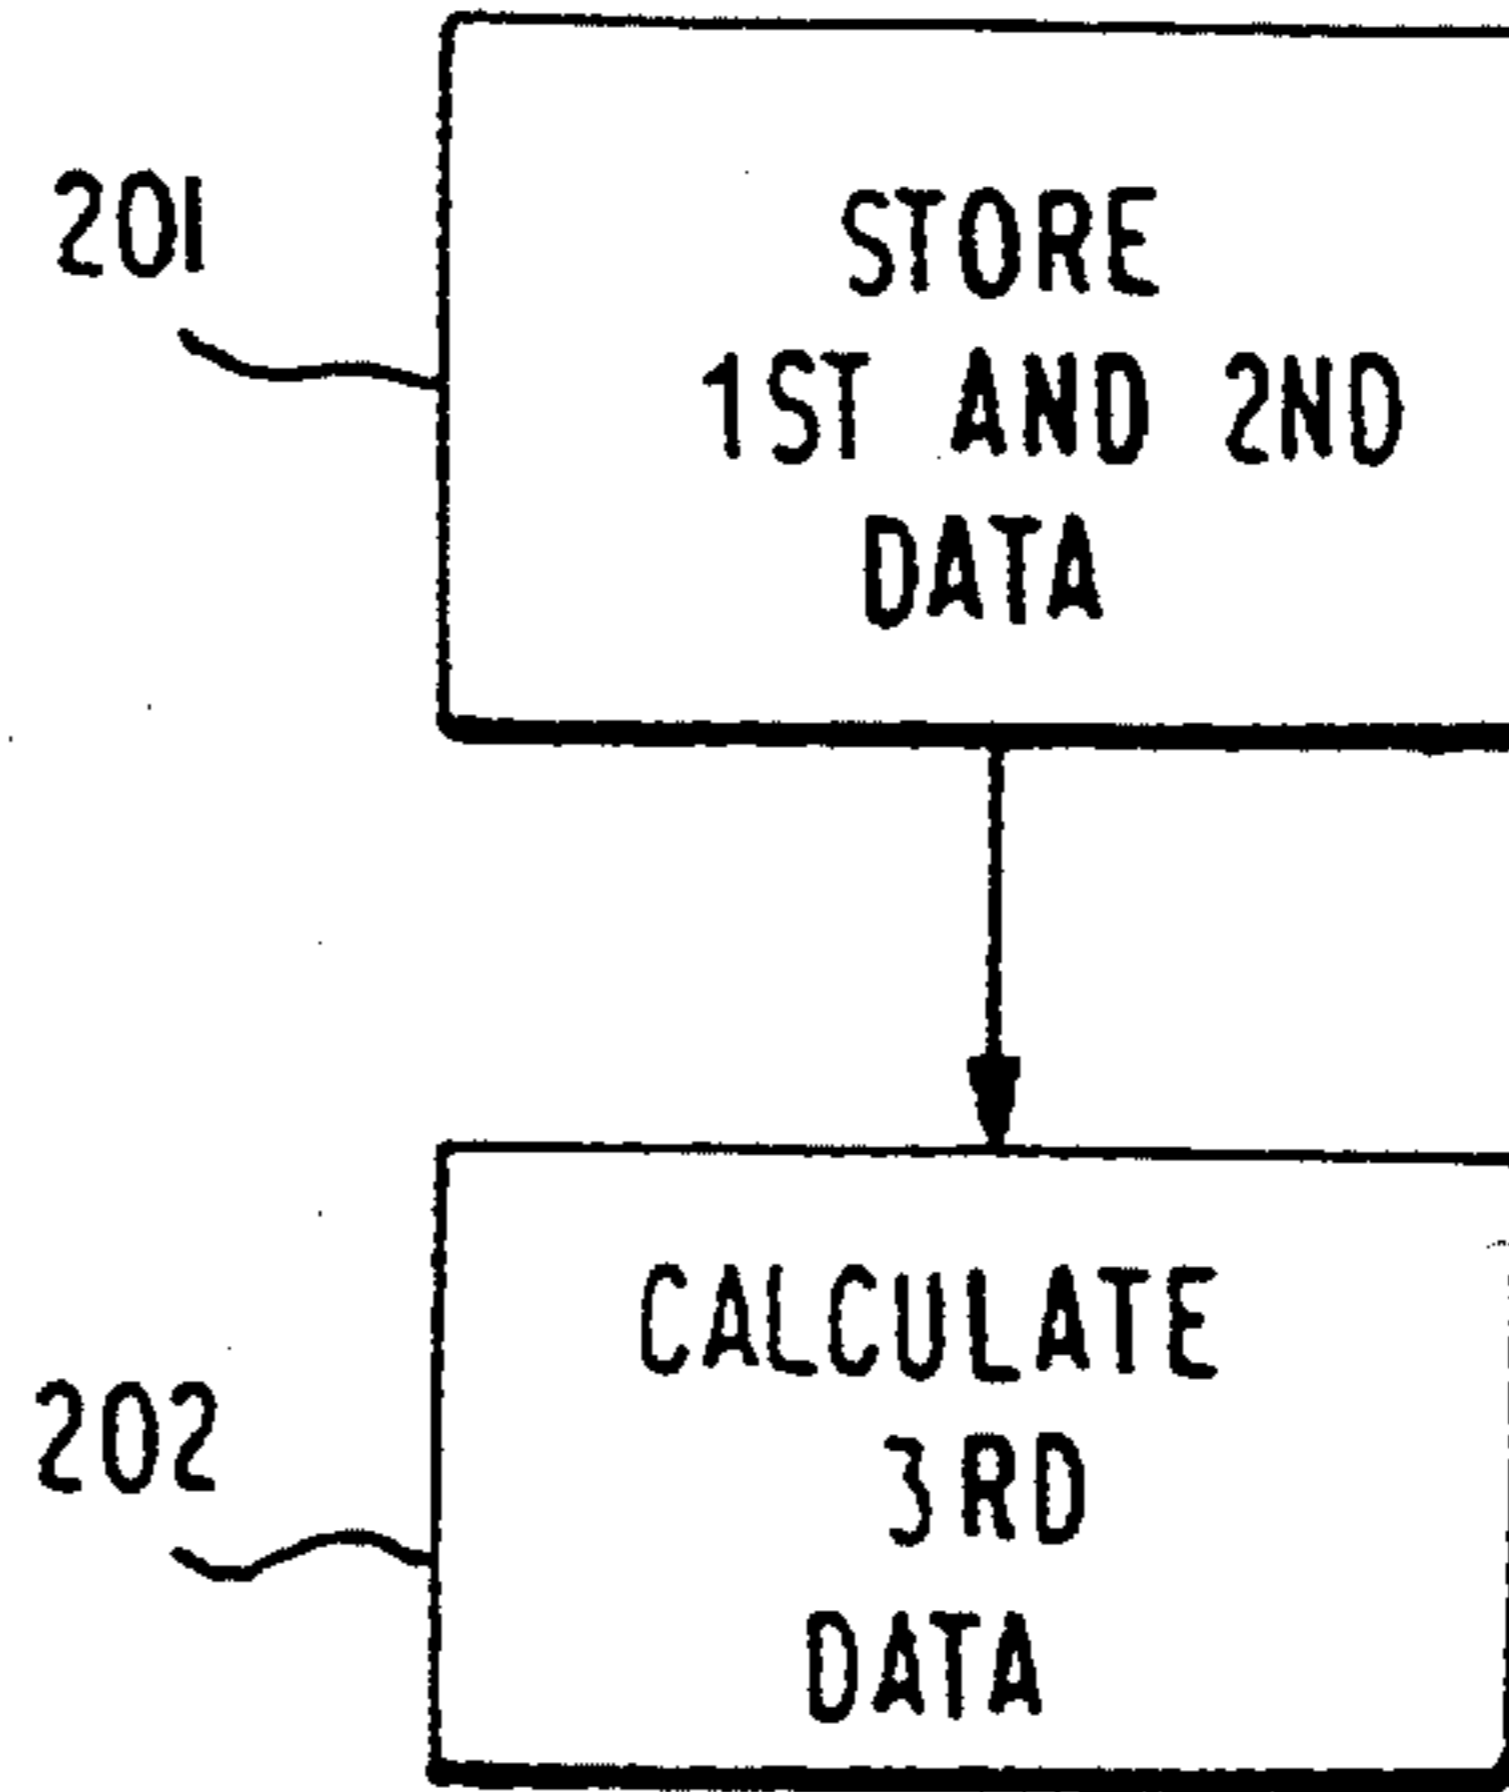 201
STORE
1ST AND 2ND
DATA
202
CALCULATE
3RD
DATA